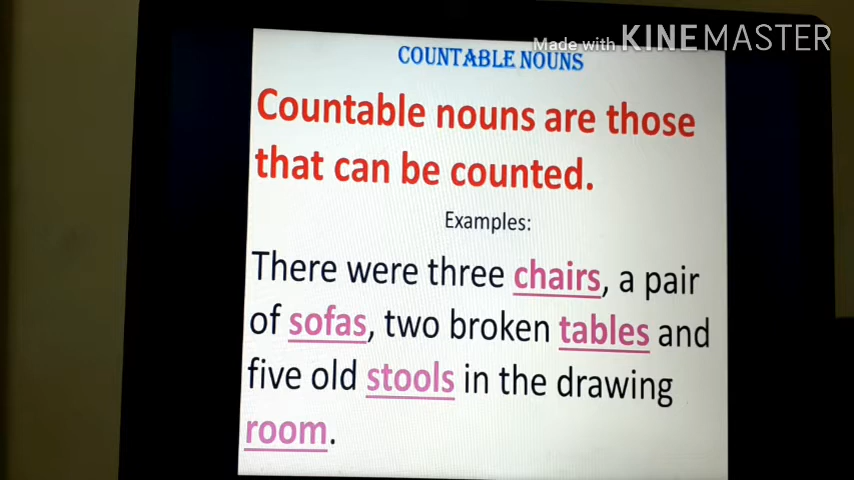 Made with KINEMASTER
COUNTABLE NOUNS
Countable nouns are those
that can be counted.
Examples:
There were three chairs, a pair
of sofas, two broken tables and
five old stools in the drawing
room.